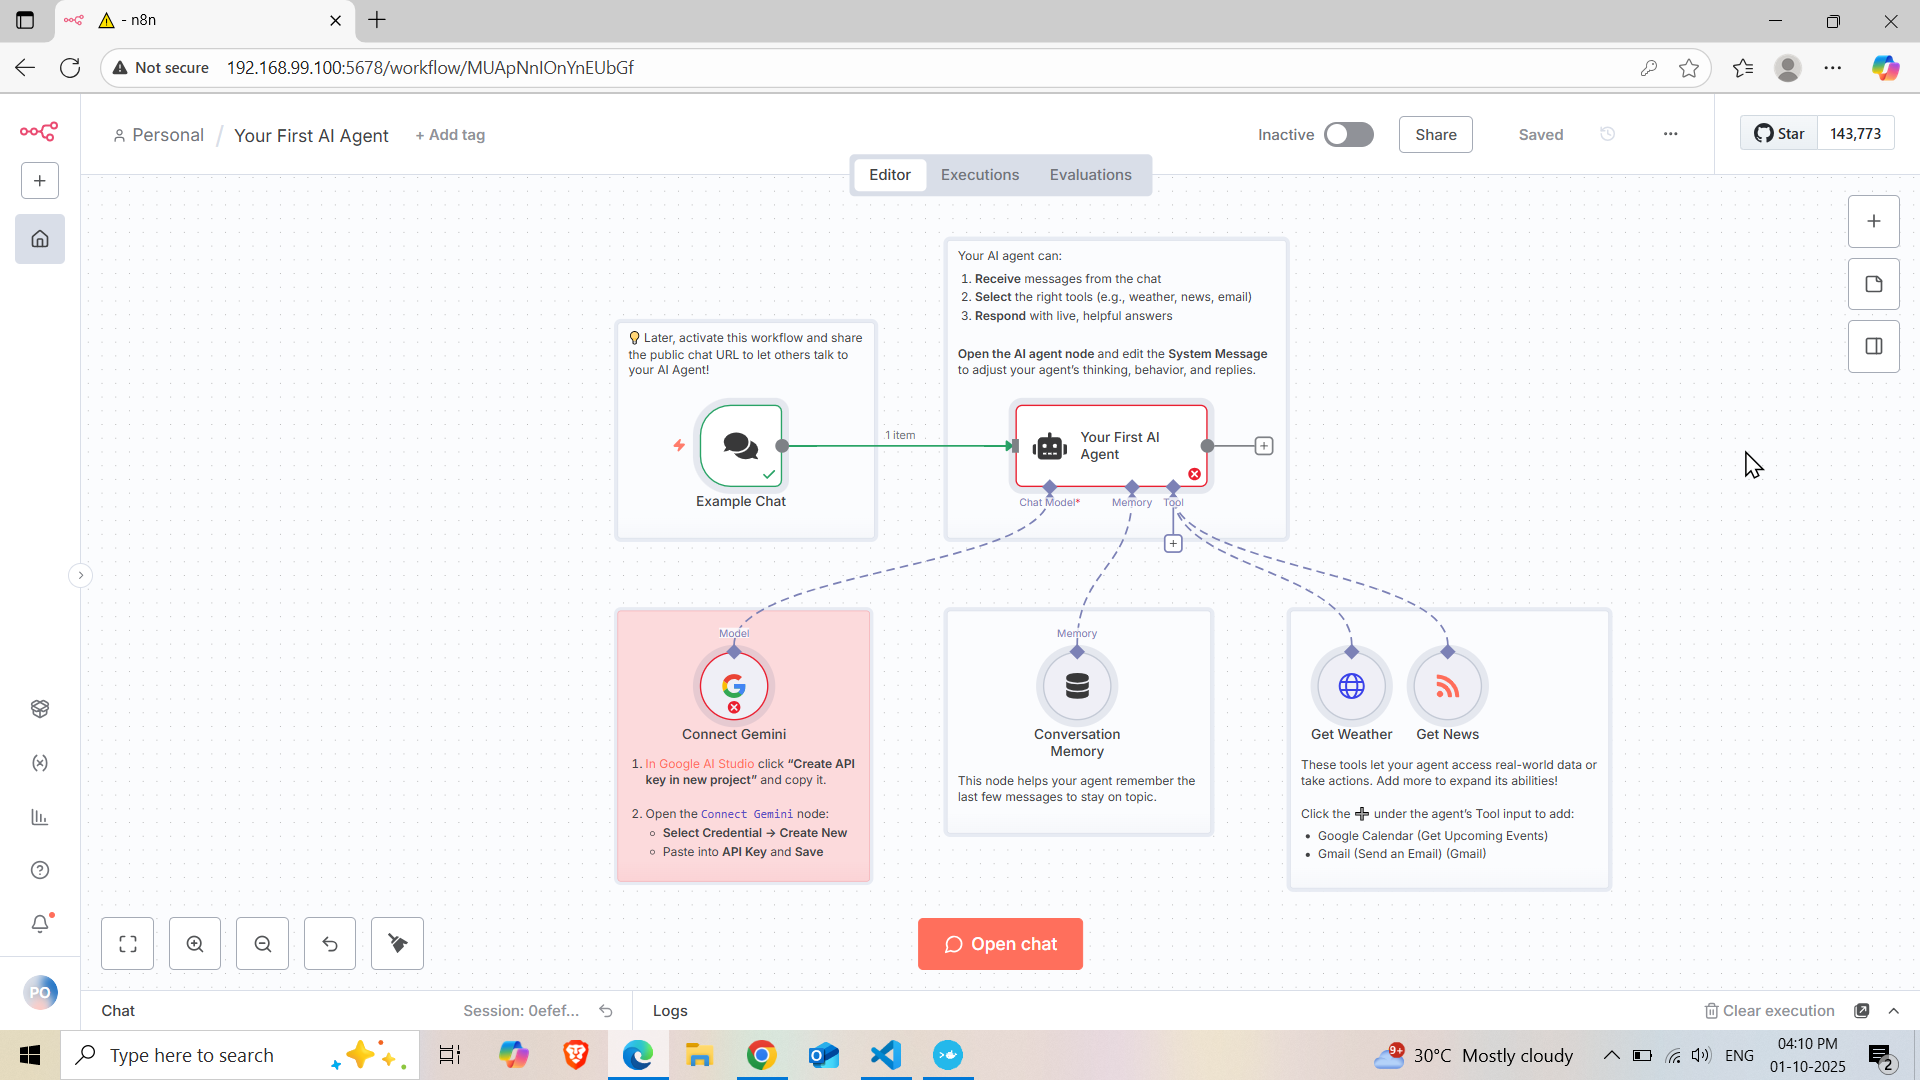 - n8n
Not secure 192.168.99.100:5678/workflow/MUApNnIOnYnEUbGf
Personal / Your First AI Agent + Add tag
Inactive Share Saved ... Star 143,773
Editor Executions Evaluations
Your AI agent can:
1. Receive messages from the chat
2. Select the right tools (e.g., weather, news, email)
3. Respond with live, helpful answers
Open the AI agent node and edit the System Message
to adjust your agent's thinking, behavior, and replies.
💡 Later, activate this workflow and share
the public chat URL to let others talk to
your AI Agent!
1 item
Your First AI
Agent
Example Chat
Chat Model*
Memory
Tool
Model
Connect Gemini
1. In Google AI Studio click “Create API
key in new project” and copy it.
2. Open the Connect Gemini node:
Select Credential → Create New
Paste into API Key and Save
Memory
Conversation
Memory
This node helps your agent remember the
last few messages to stay on topic.
Get Weather
Get News
These tools let your agent access real-world data or
take actions. Add more to expand its abilities!
Click the ➕ under the agent's Tool input to add:
• Google Calendar (Get Upcoming Events)
• Gmail (Send an Email) (Gmail)
Open chat
PO
Chat Session: 0efef... Logs Clear execution
Type here to search
9+ 30°C Mostly cloudy ENG 04:10 PM
01-10-2025
2